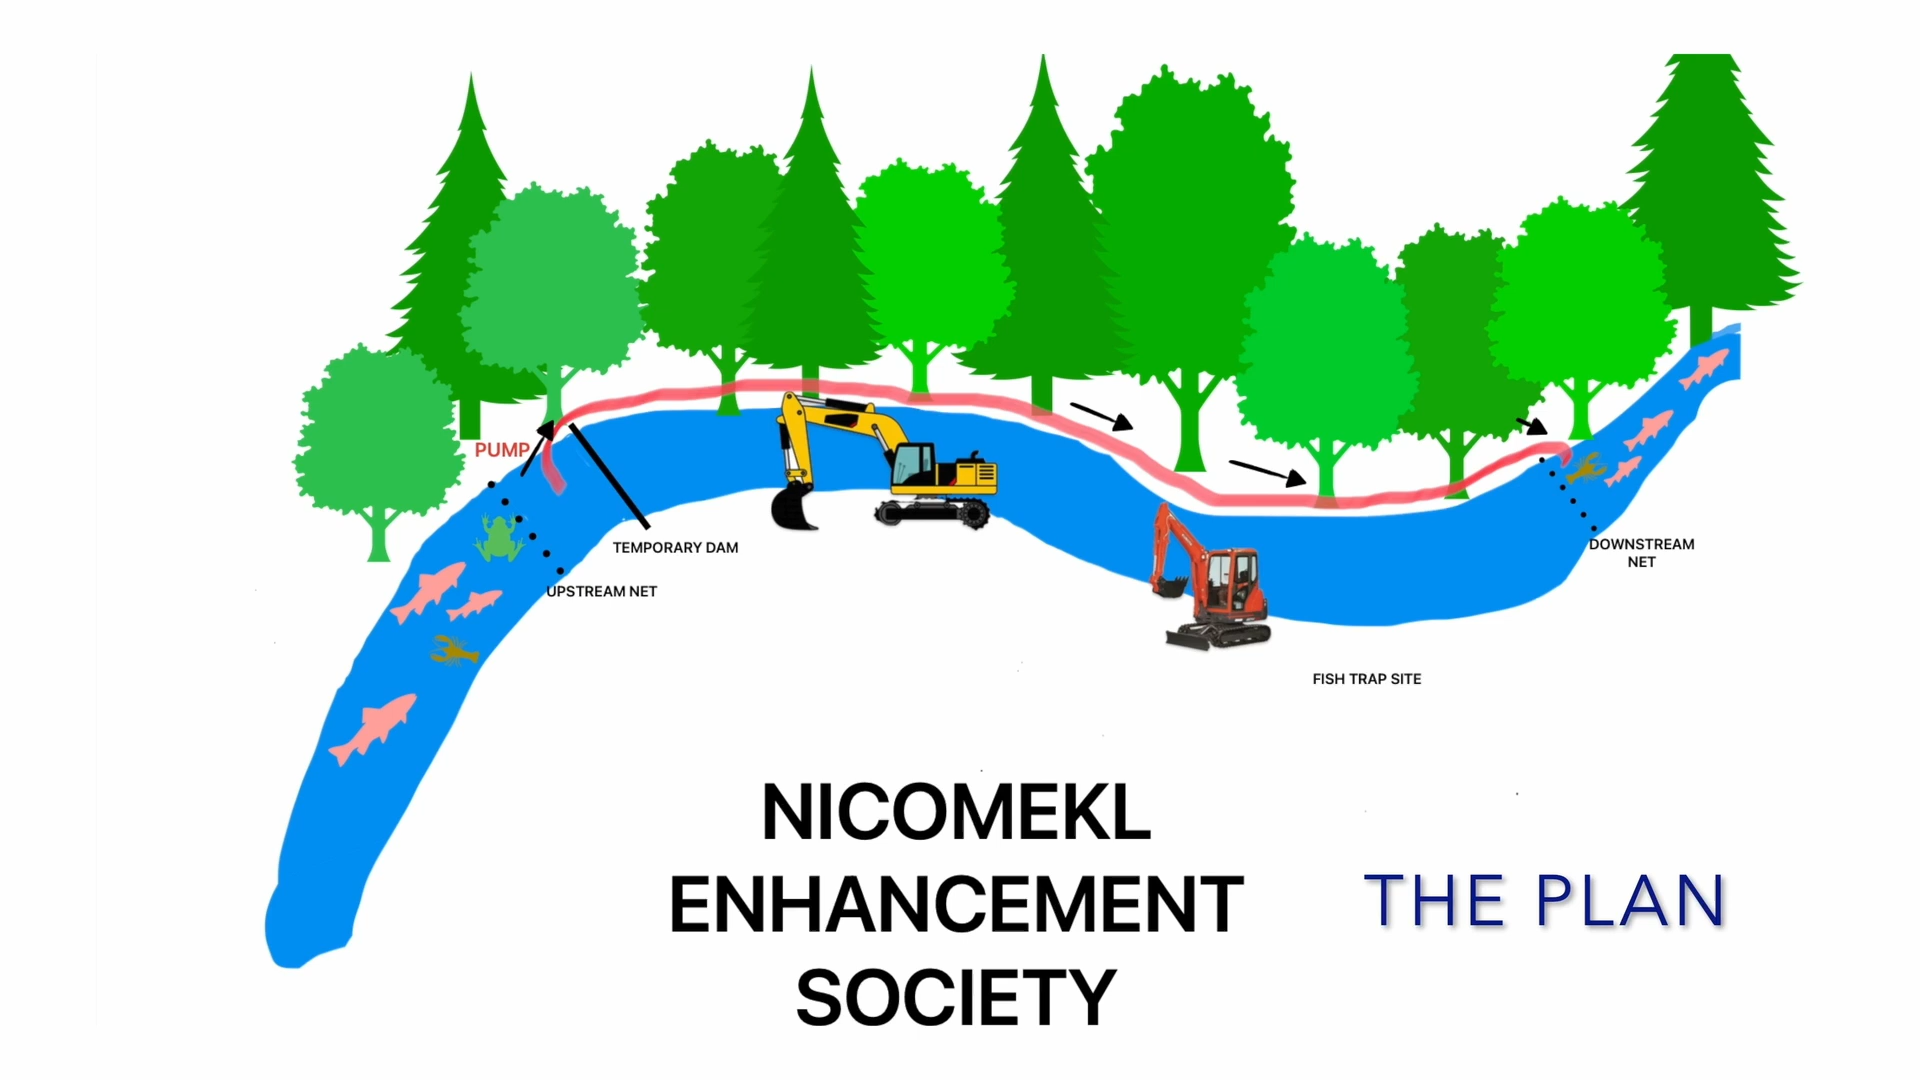 PUMP
TEMPORARY DAM
UPSTREAM NET
DOWNSTREAM
NET
FISH TRAP SITE
NICOMEKL
ENHANCEMENT
SOCIETY
THE PLAN